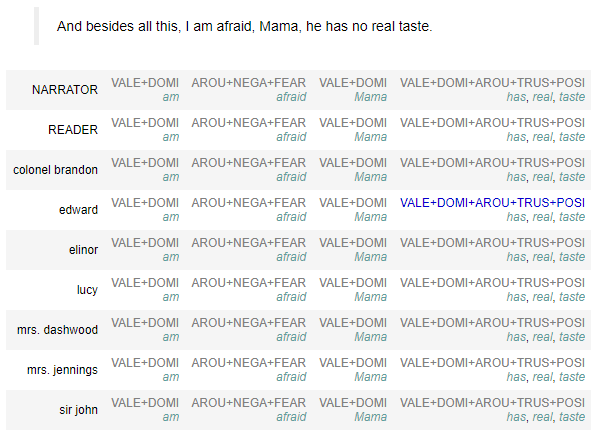 And besides all this, I am afraid, Mama, he has no real taste.
NARRATOR VALE+DOMI AROU+NEGA+FEAR VALE+DOMI VALE+DOMI+AROU+TRUS+POSI
am afraid Mama has, real, taste
READER VALE+DOMI AROU+NEGA+FEAR VALE+DOMI VALE+DOMI+AROU+TRUS+POSI
am afraid Mama has, real, taste
colonel brandon VALE+DOMI AROU+NEGA+FEAR VALE+DOMI VALE+DOMI+AROU+TRUS+POSI
am afraid Mama has, real, taste
edward VALE+DOMI AROU+NEGA+FEAR VALE+DOMI VALE+DOMI+AROU+TRUS+POSI
am afraid Mama has, real, taste
elinor VALE+DOMI AROU+NEGA+FEAR VALE+DOMI VALE+DOMI+AROU+TRUS+POSI
am afraid Mama has, real, taste
lucy VALE+DOMI AROU+NEGA+FEAR VALE+DOMI VALE+DOMI+AROU+TRUS+POSI
am afraid Mama has, real, taste
mrs. dashwood VALE+DOMI AROU+NEGA+FEAR VALE+DOMI VALE+DOMI+AROU+TRUS+POSI
am afraid Mama has, real, taste
mrs. jennings VALE+DOMI AROU+NEGA+FEAR VALE+DOMI VALE+DOMI+AROU+TRUS+POSI
am afraid Mama has, real, taste
sir john VALE+DOMI AROU+NEGA+FEAR VALE+DOMI VALE+DOMI+AROU+TRUS+POSI
am afraid Mama has, real, taste